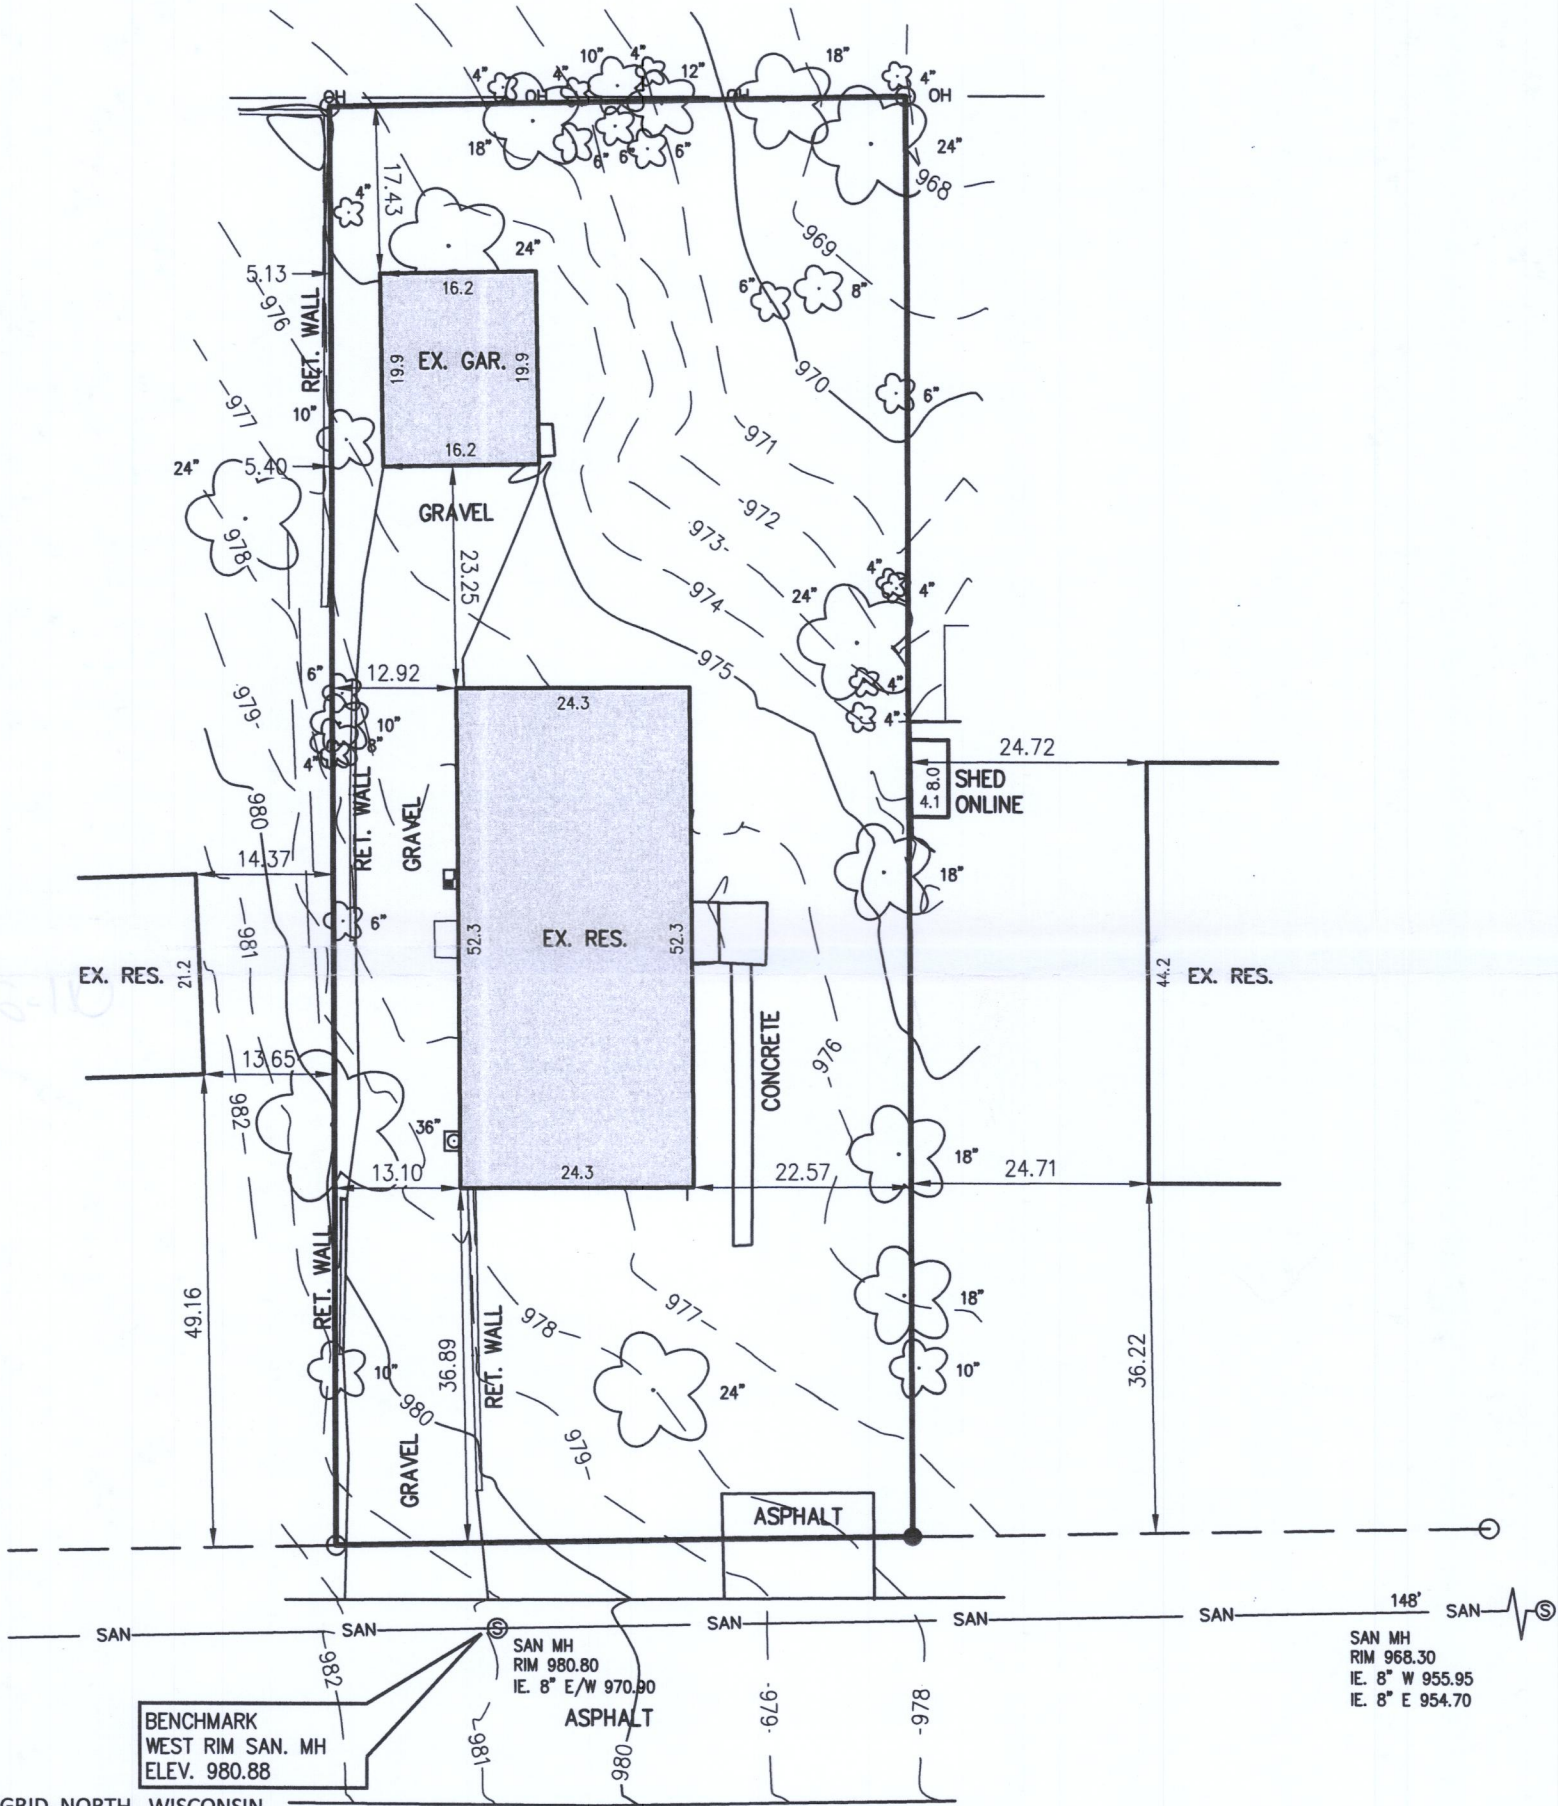 10" 4" 18"
4" 4" 12" 4"
OH OH OH OH
18" 6" 6" 6" 24"
968
17.43
4"
969
24"
5.13
976
16.2
6" 8"
RET. WALL
19.9 EX. GAR. 19.9
970
6"
977
10"
971
16.2
24" 5.40
GRAVEL
972
973
978
23.25
4" 4"
974
24"
975
6" 12.92
4"
979
24.3
10"
4"
8"
4"
24.72
980
RET. WALL
GRAVEL
8.0
4.1
SHED
ONLINE
14.37
18"
6"
981
52.3 EX. RES. 52.3
EX. RES. 21.2
44.2 EX. RES.
CONCRETE
976
13.65
982
36"
18"
13.10 24.3 22.57 24.71
RET. WALL
49.16
978
977
18"
36.89
RET. WALL
36.22
10"
24"
10"
980
979
GRAVEL
ASPHALT
148'
SAN SAN SAN SAN SAN SAN
S
S
SAN MH
RIM 980.80
IE. 8" E/W 970.90
SAN MH
RIM 968.30
IE. 8" W 955.95
IE. 8" E 954.70
982
981
ASPHALT
980
979
978
BENCHMARK
WEST RIM SAN. MH
ELEV. 980.88
GRID NORTH, WISCONSIN